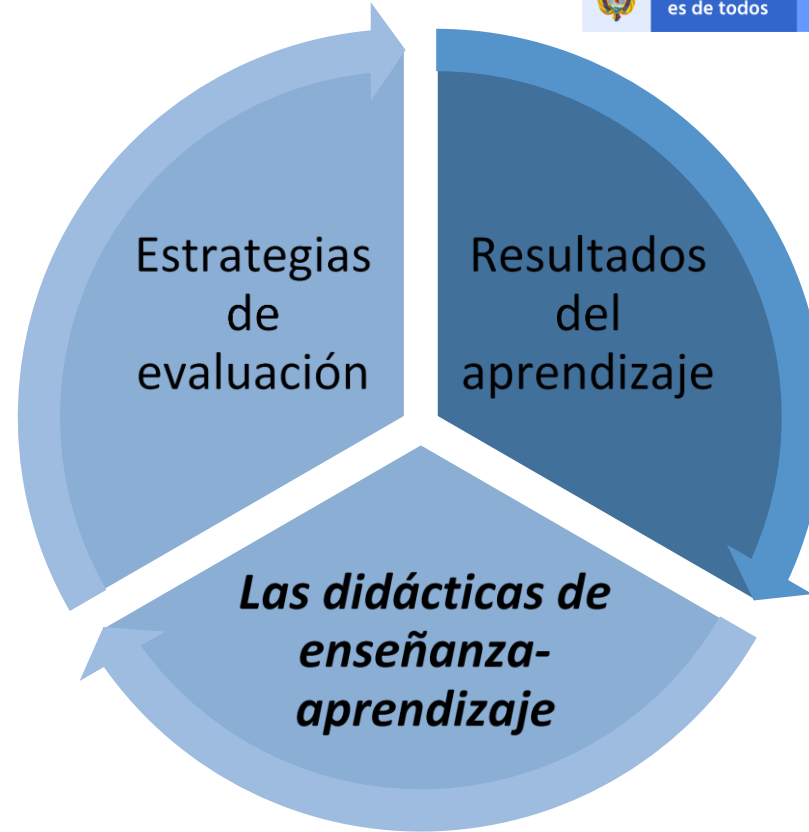 es de todos
Estrategias
de
evaluación
Resultados
del
aprendizaje
Las didácticas de
enseñanza-
aprendizaje